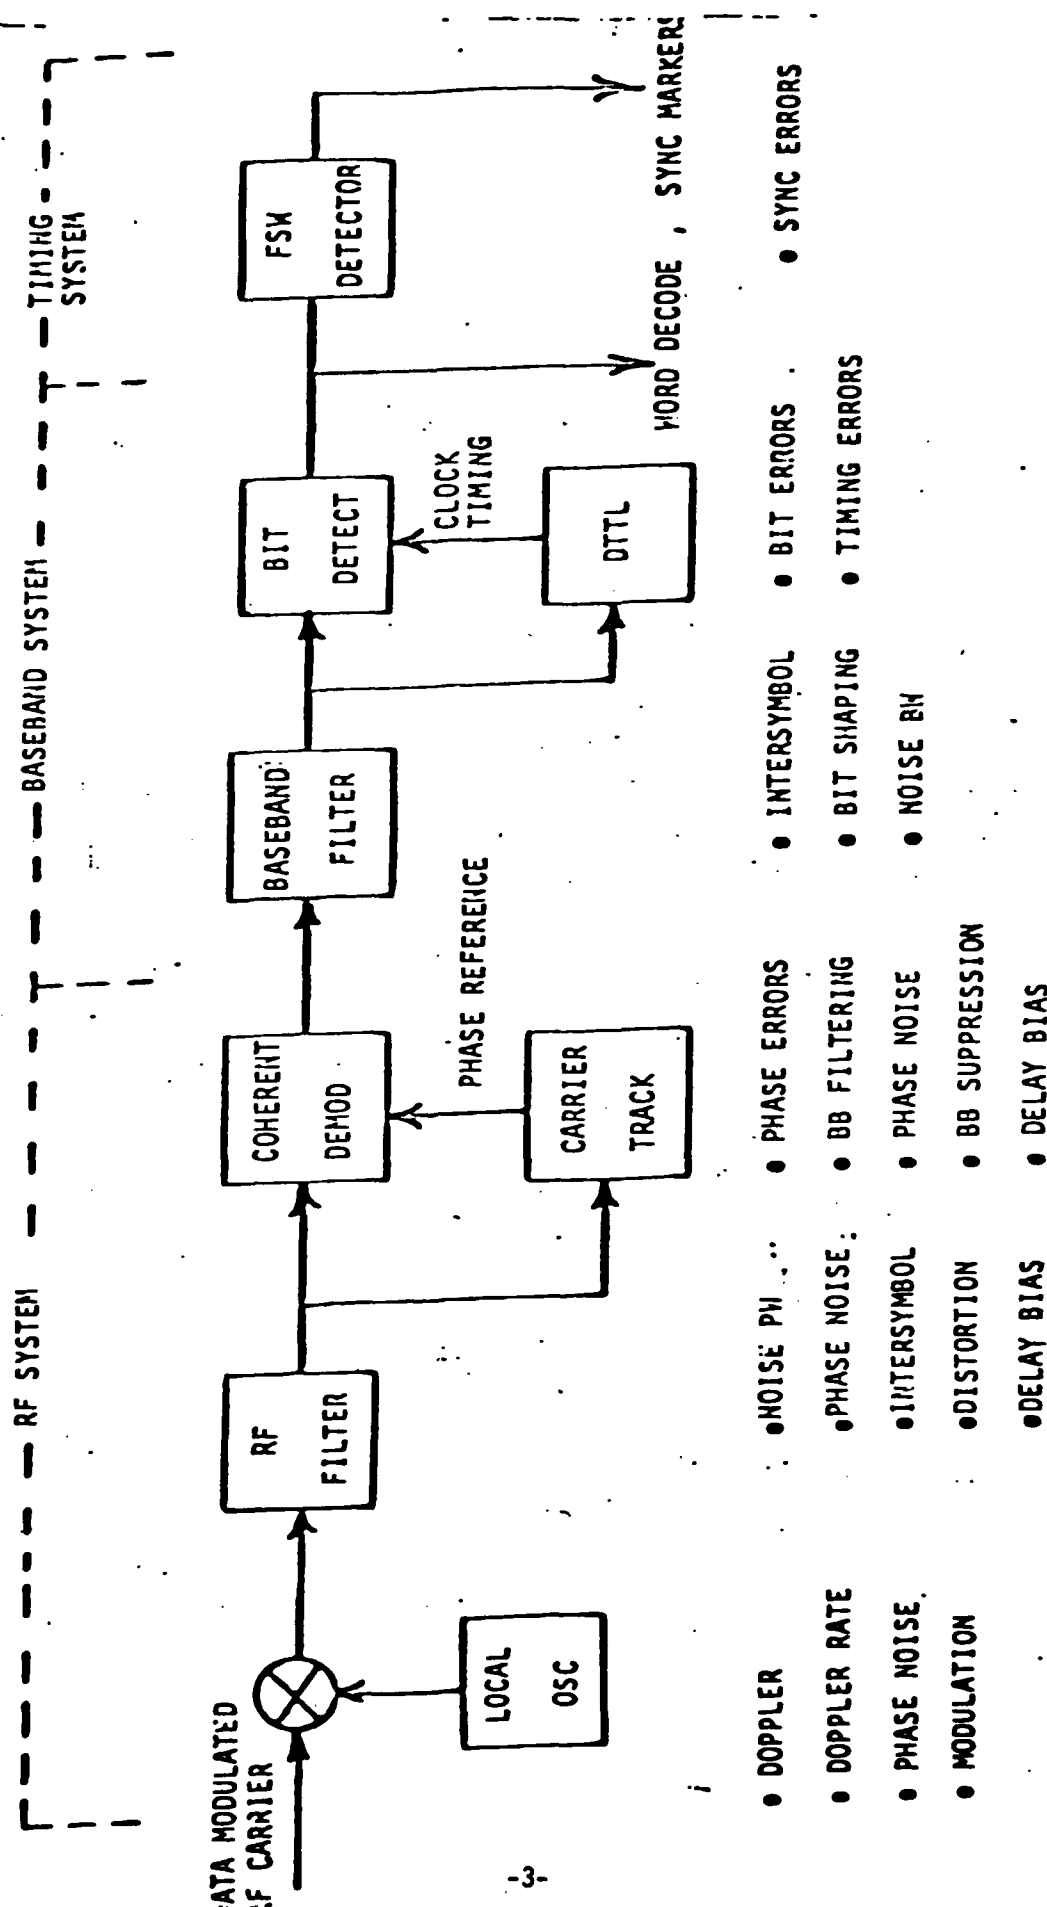 RF SYSTEM
BASEBAND SYSTEM
TIMING
SYSTEM
DATA MODULATED
RF CARRIER
LOCAL
OSC
RF
FILTER
COHERENT
DEMOD
PHASE REFERENCE
CARRIER
TRACK
BASEBAND
FILTER
BIT
DETECT
CLOCK
TIMING
DTTL
FSW
DETECTOR
WORD DECODE , SYNC MARKERS
• DOPPLER
• DOPPLER RATE
• PHASE NOISE
• MODULATION
• NOISE PW
• PHASE NOISE
• INTERSYMBOL
• DISTORTION
• DELAY BIAS
• PHASE ERRORS
• BB FILTERING
• PHASE NOISE
• BB SUPPRESSION
• DELAY BIAS
• INTERSYMBOL
• BIT SHAPING
• NOISE BW
• BIT ERRORS
• TIMING ERRORS
• SYNC ERRORS
-3-